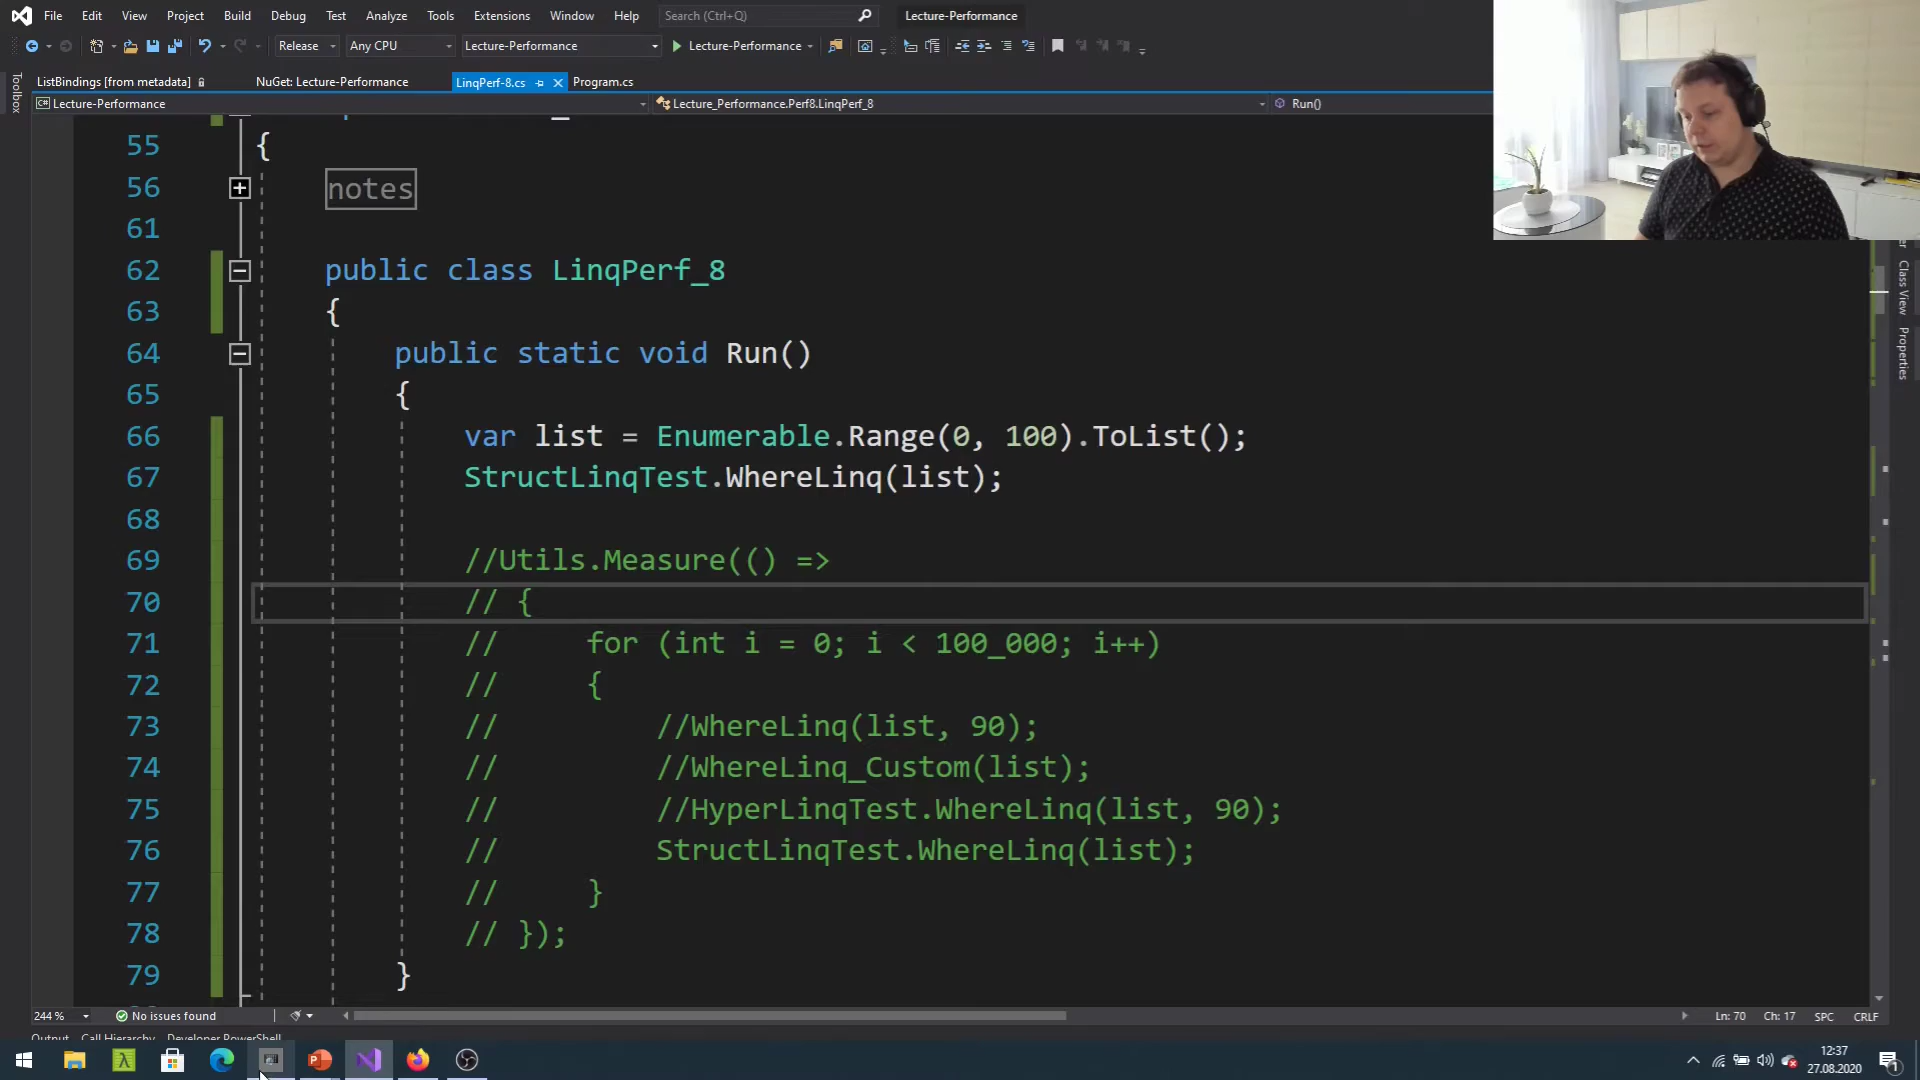 File Edit View Project Build Debug Test Analyze Tools Extensions Window Help Search (Ctrl+Q) Lecture-Performance
Release Any CPU Lecture-Performance Lecture-Performance
ListBindings [from metadata] NuGet: Lecture-Performance LinqPerf-8.cs Program.cs
Toolbox
C# Lecture-Performance Lecture_Performance.Perf8.LinqPerf_8 Run()
55 {
56 notes
61
62 public class LinqPerf_8
63 {
64 public static void Run()
65 {
66 var list = Enumerable.Range(0, 100).ToList();
67 StructLinqTest.WhereLinq(list);
68
69 //Utils.Measure(() =>
70 // {
71 // for (int i = 0; i < 100_000; i++)
72 // {
73 // //WhereLinq(list, 90);
74 // //WhereLinq_Custom(list);
75 // //HyperLinqTest.WhereLinq(list, 90);
76 // StructLinqTest.WhereLinq(list);
77 // }
78 // });
79 }
Class View
Properties
244 % No issues found Ln: 70 Ch: 17 SPC CRLF
Output Call Hierarchy Developer PowerShell
12:37
27.08.2020
1